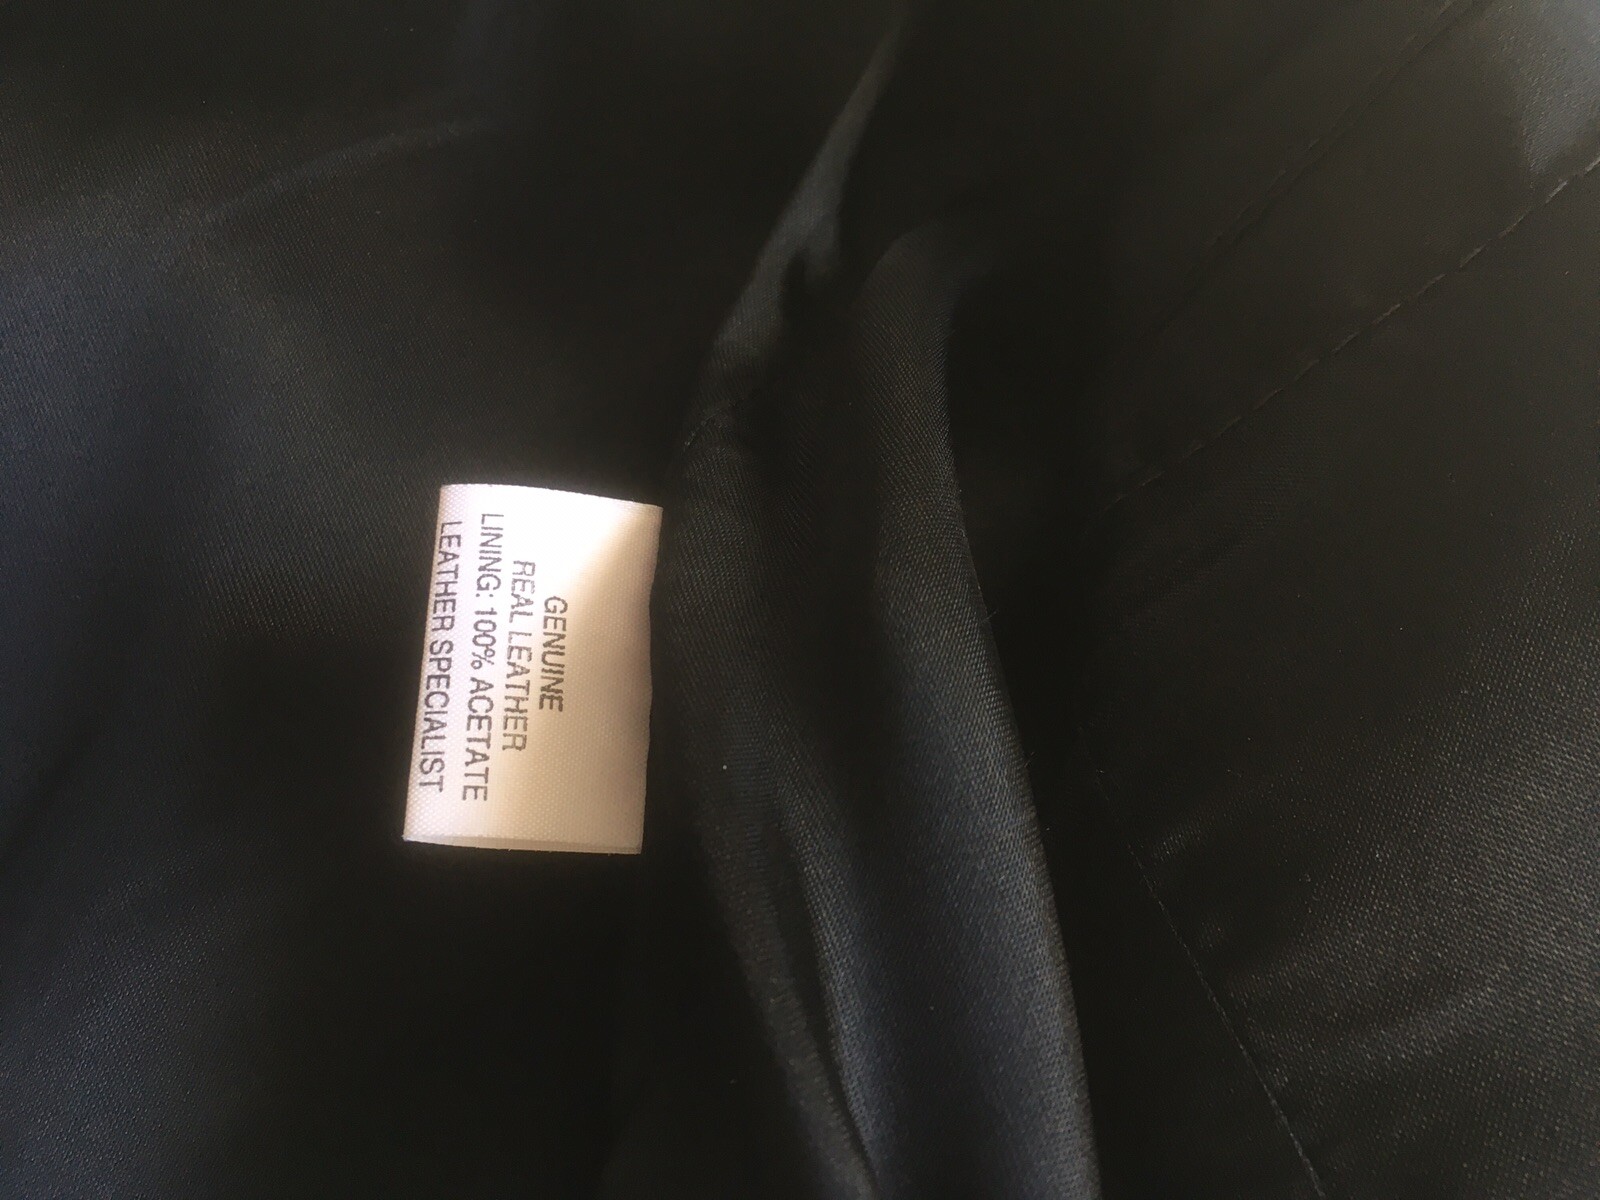 GENUINE
REAL LEATHER
LINING: 100% ACETATE
LEATHER SPECIALIST